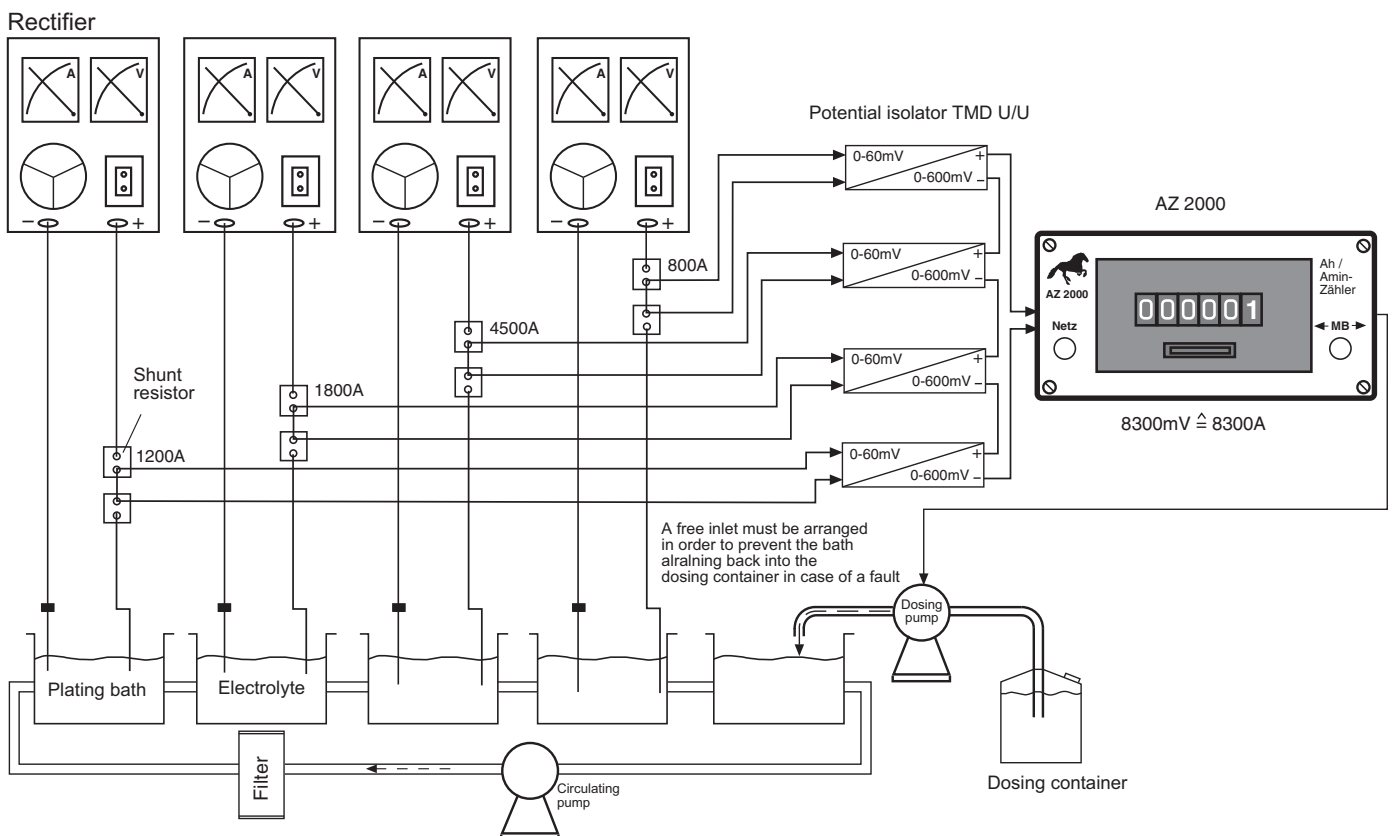 Rectifier
A V A V A V A V
Potential isolator TMD U/U
− + − + − + − +
0-60mV +
0-600mV −
AZ 2000
800A
0-60mV +
0-600mV −
4500A
Ah /
Amin-
Zähler
AZ 2000
000001
Netz
MB
0-60mV +
0-600mV −
Shunt
resistor
1800A
8300mV ≙ 8300A
1200A
0-60mV +
0-600mV −
A free inlet must be arranged
in order to prevent the bath
alralning back into the
dosing container in case of a fault
Dosing
pump
Plating bath
Electrolyte
Filter
Circulating
pump
Dosing container